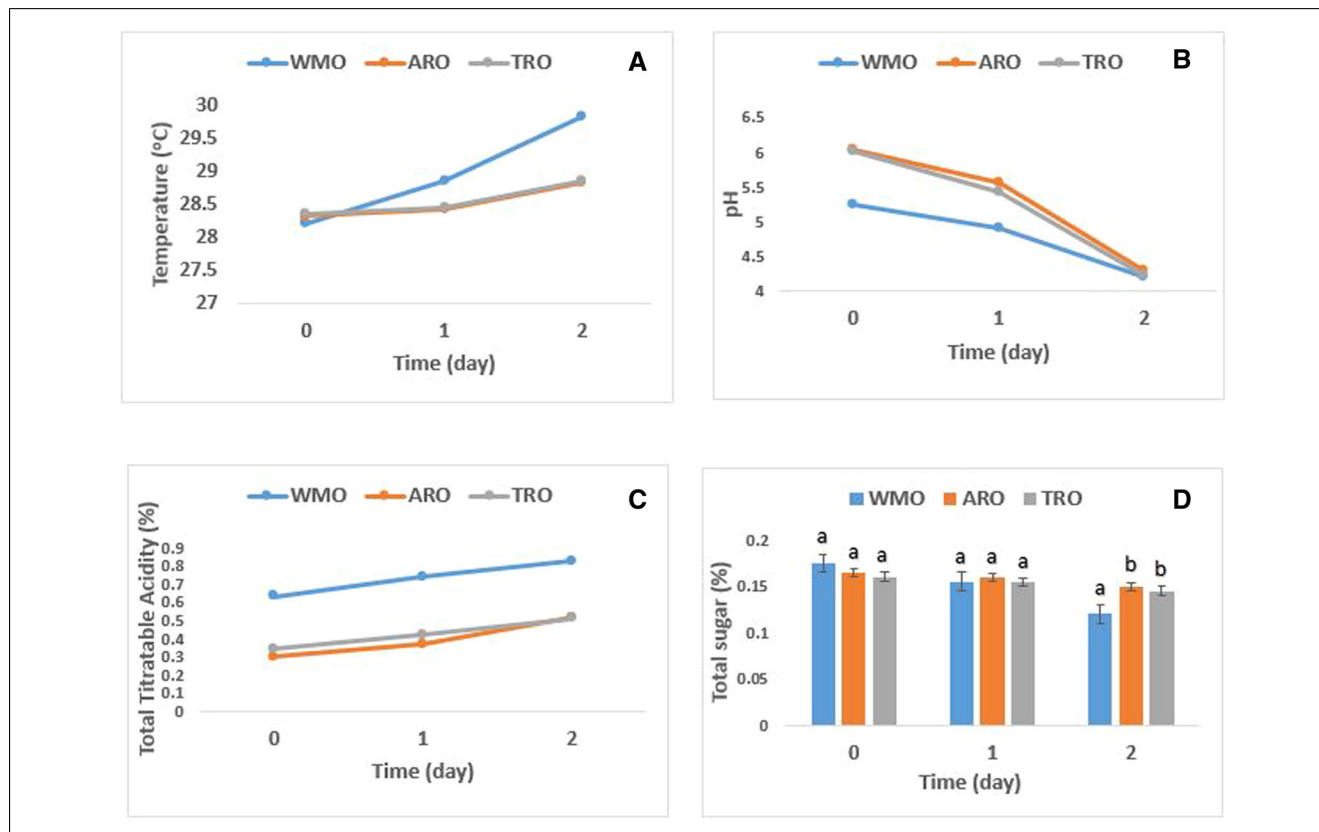 WMO ARO TRO A
Temperature (°C)
30
29.5
29
28.5
28
27.5
27
0 1 2
Time (day)
WMO ARO TRO B
pH
6.5
6
5.5
5
4.5
4
0 1 2
Time (day)
WMO ARO TRO C
Total Titratable Acidity (%)
0.9
0.8
0.7
0.6
0.5
0.4
0.3
0.2
0.1
0
0 1 2
Time (day)
WMO ARO TRO D
Total sugar (%)
0.2
0.15
0.1
0.05
0
a a a a a a a b b
0 1 2
Time (day)